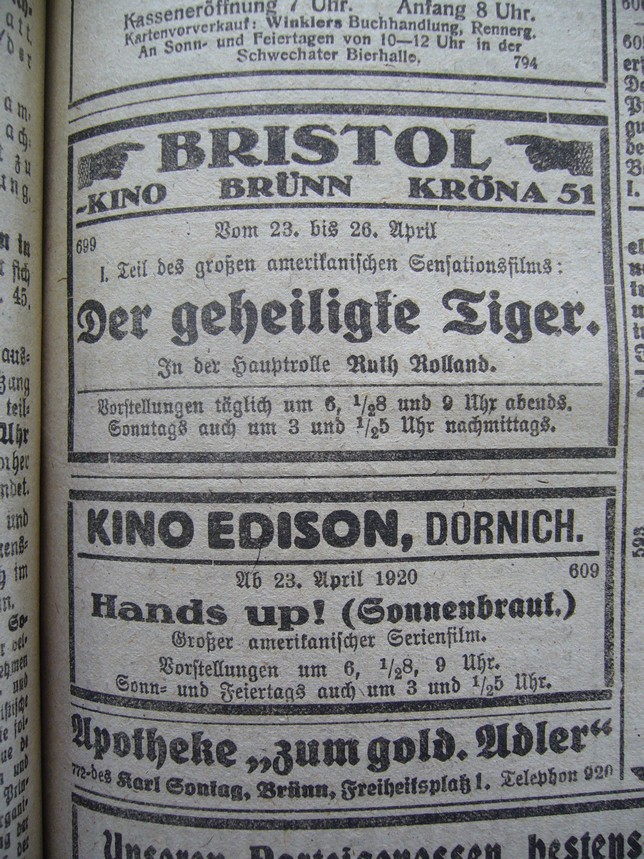 Kasseneröffnung 7 Uhr. Anfang 8 Uhr.
Kartenvorverkauf: Winklers Buchhandlung, Rennerg.
An Sonn- und Feiertagen von 10—12 Uhr in der
Schwechater Bierhalle. 794
BRISTOL
-KINO BRÜNN KRÖNA 51
Vom 23. bis 26. April
699
I. Teil des großen amerikanischen Sensationsfilms:
Der geheiligte Tiger.
In der Hauptrolle Ruth Rolland.
Vorstellungen täglich um 6, 1/28 und 9 Uhr abends.
Sonntags auch um 3 und 1/25 Uhr nachmittags.
KINO EDISON, DORNICH.
Ab 23. April 1920 609
Hands up! (Sonnenbraut.)
Großer amerikanischer Serienfilm.
Vorstellungen um 6, 1/28, 9 Uhr.
Sonn- und Feiertags auch um 3 und 1/25 Uhr.
Apotheke „zum gold. Adler“
772-des Karl Sontag, Brünn, Freiheitsplatz 1. Telephon 920
Unseren Parteigenossen bestens